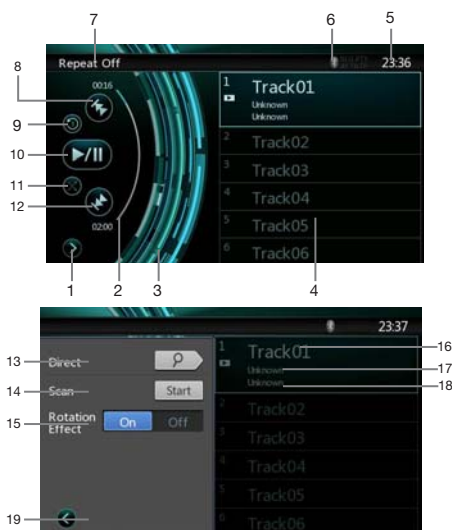 7
6
5
Repeat Off
23:36
8
00:16
1
Track01
Unknown
Unknown
9
10
2
Track02
3
Track03
11
4
Track04
12
02:00
5
Track05
6
Track06
1
2
3
4
23:37
1
Track01
16
13
Direct
Unknown
17
14
Scan
Start
Unknown
18
15
Rotation
Effect
On
Off
2
Track02
3
Track03
4
Track04
5
Track05
19
6
Track06